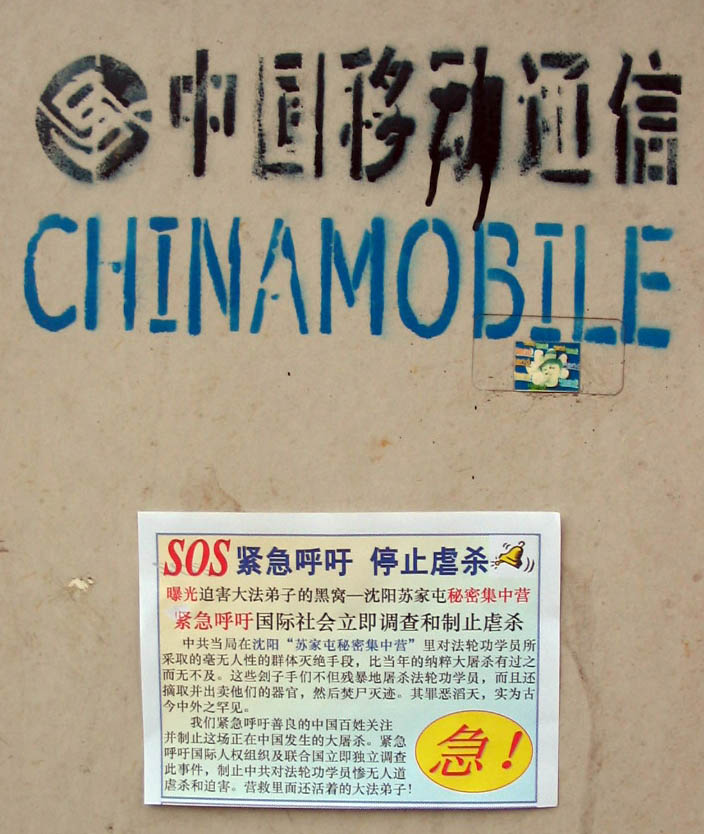 中国移动通信
CHINAMOBILE
SOS 紧急呼吁 停止虐杀
曝光迫害大法弟子的黑窝—沈阳苏家屯秘密集中营
紧急呼吁国际社会立即调查和制止虐杀
中共当局在沈阳“苏家屯秘密集中营”里对法轮功学员所
采取的毫无人性的群体灭绝手段，比当年的纳粹大屠杀有过之
而无不及。这些刽子手们不但残暴地屠杀法轮功学员，而且还
摘取并出卖他们的器官，然后焚尸灭迹。其罪恶滔天，实为古
今中外之罕见。
我们紧急呼吁善良的中国百姓关注
并制止这场正在中国发生的大屠杀。紧急
呼吁国际人权组织及联合国立即独立调查
此事件，制止中共对法轮功学员惨无人道
虐杀和迫害。营救里面还活着的大法弟子！
急！